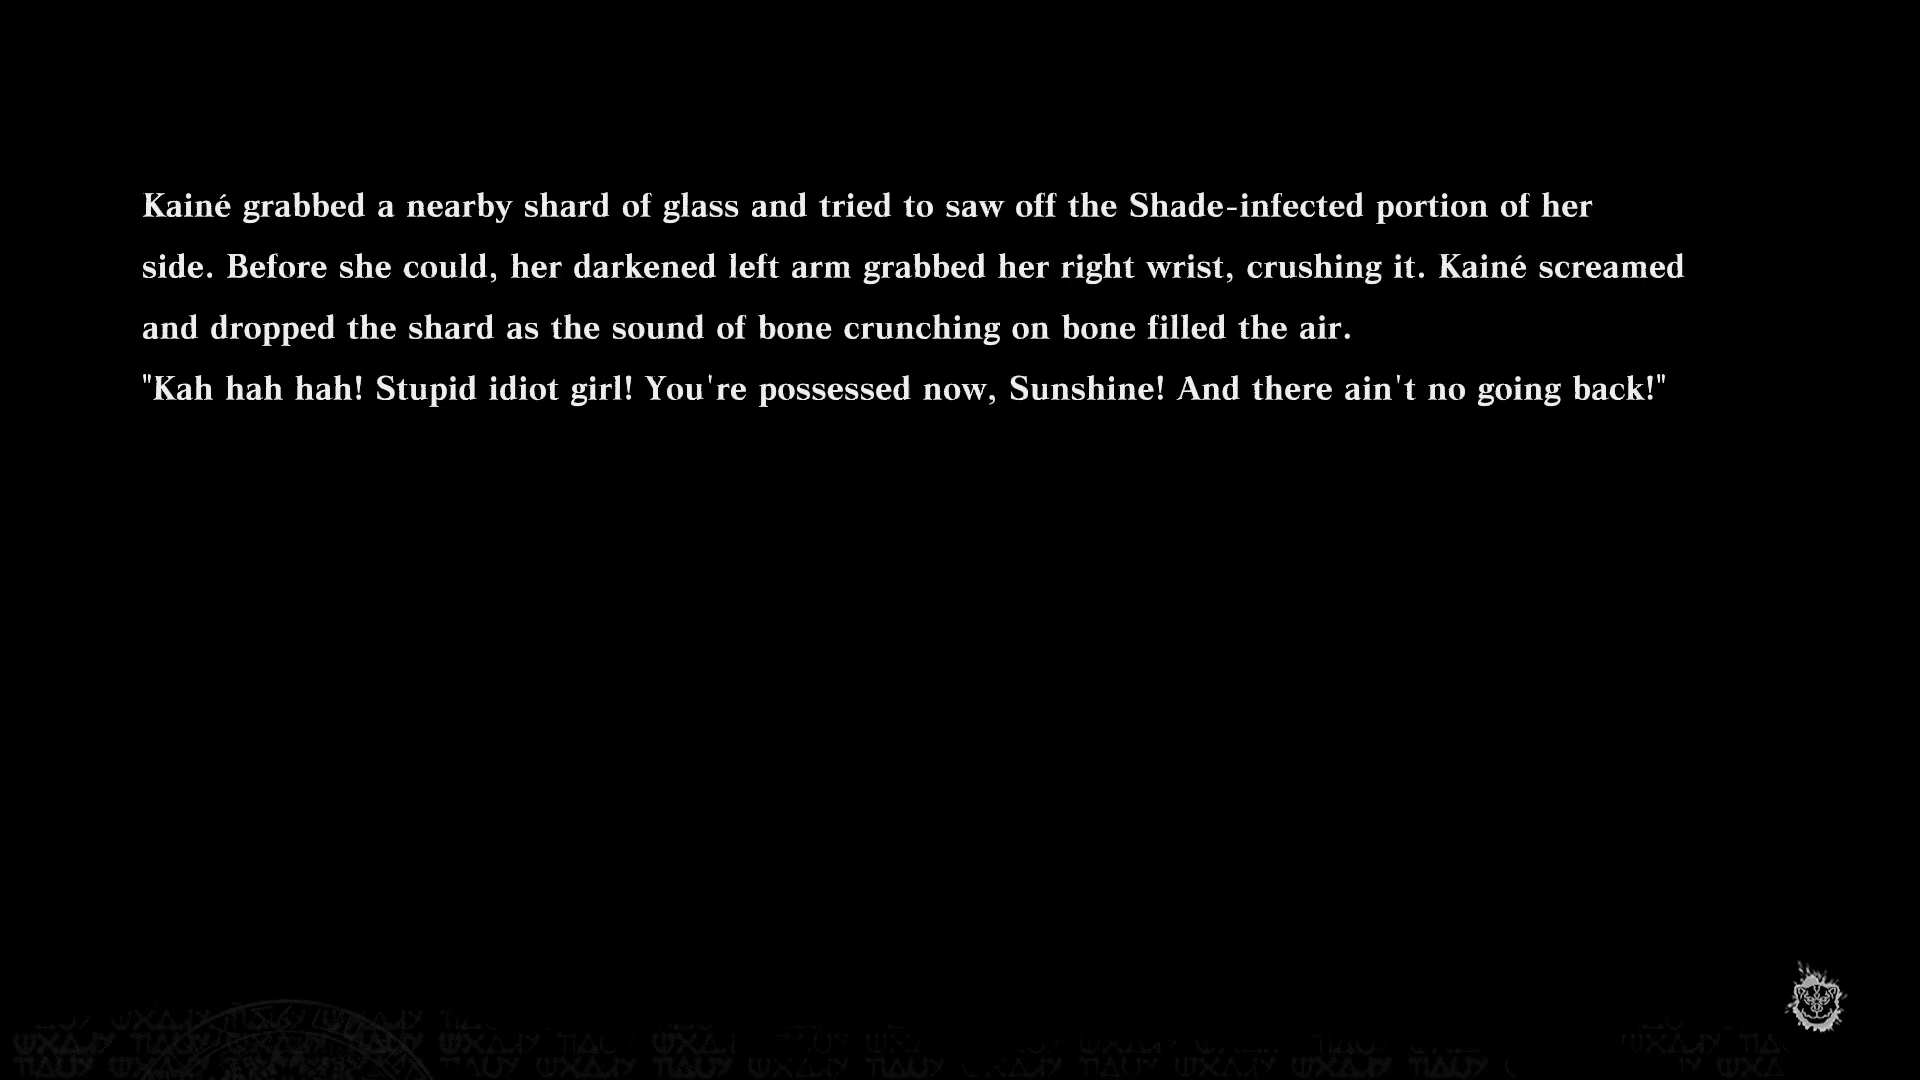 Kainé grabbed a nearby shard of glass and tried to saw off the Shade-infected portion of her
side. Before she could, her darkened left arm grabbed her right wrist, crushing it. Kainé screamed
and dropped the shard as the sound of bone crunching on bone filled the air.
"Kah hah hah! Stupid idiot girl! You're possessed now, Sunshine! And there ain't no going back!"